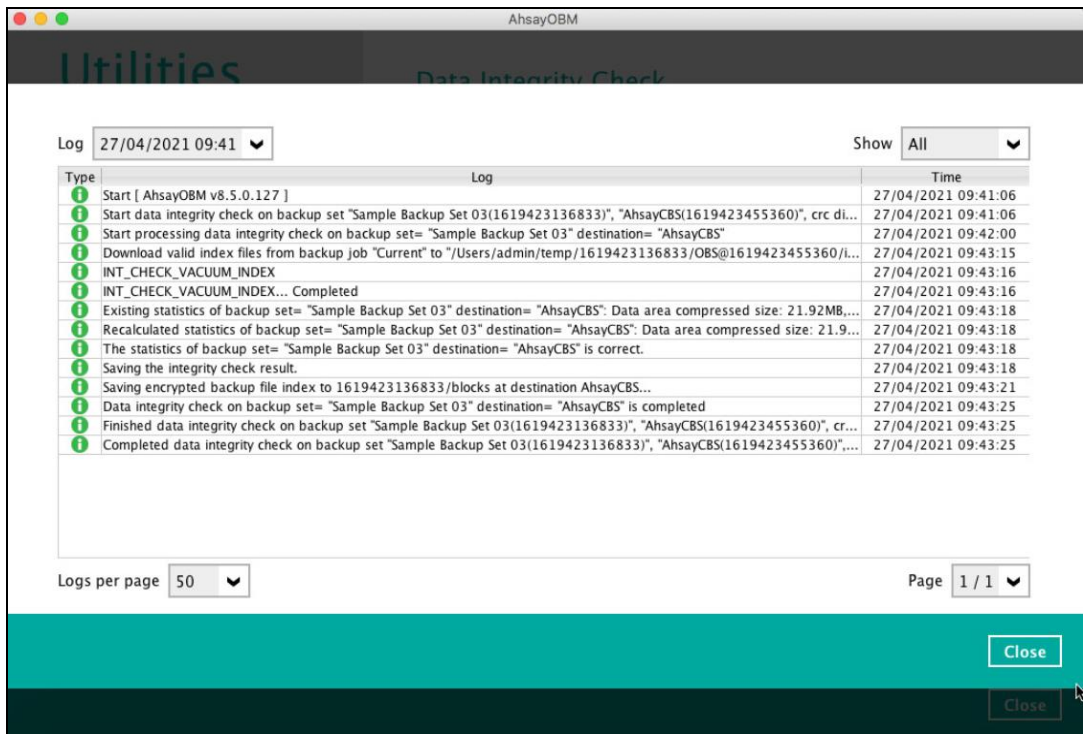 AhsayOBM
Utilities
Data Integrity Check
Log 27/04/2021 09:41 Show All
Type Log Time
Start [ AhsayOBM v8.5.0.127 ] 27/04/2021 09:41:06
Start data integrity check on backup set "Sample Backup Set 03(1619423136833)", "AhsayCBS(1619423455360)", crc di... 27/04/2021 09:41:06
Start processing data integrity check on backup set= "Sample Backup Set 03" destination= "AhsayCBS" 27/04/2021 09:42:00
Download valid index files from backup job "Current" to "/Users/admin/temp/1619423136833/OBS@1619423455360/i... 27/04/2021 09:43:15
INT_CHECK_VACUUM_INDEX 27/04/2021 09:43:16
INT_CHECK_VACUUM_INDEX... Completed 27/04/2021 09:43:16
Existing statistics of backup set= "Sample Backup Set 03" destination= "AhsayCBS": Data area compressed size: 21.92MB,... 27/04/2021 09:43:18
Recalculated statistics of backup set= "Sample Backup Set 03" destination= "AhsayCBS": Data area compressed size: 21.9... 27/04/2021 09:43:18
The statistics of backup set= "Sample Backup Set 03" destination= "AhsayCBS" is correct. 27/04/2021 09:43:18
Saving the integrity check result. 27/04/2021 09:43:18
Saving encrypted backup file index to 1619423136833/blocks at destination AhsayCBS... 27/04/2021 09:43:21
Data integrity check on backup set= "Sample Backup Set 03" destination= "AhsayCBS" is completed 27/04/2021 09:43:25
Finished data integrity check on backup set "Sample Backup Set 03(1619423136833)", "AhsayCBS(1619423455360)", cr... 27/04/2021 09:43:25
Completed data integrity check on backup set "Sample Backup Set 03(1619423136833)", "AhsayCBS(1619423455360)",... 27/04/2021 09:43:25
Logs per page 50 Page 1 / 1
Close
Close